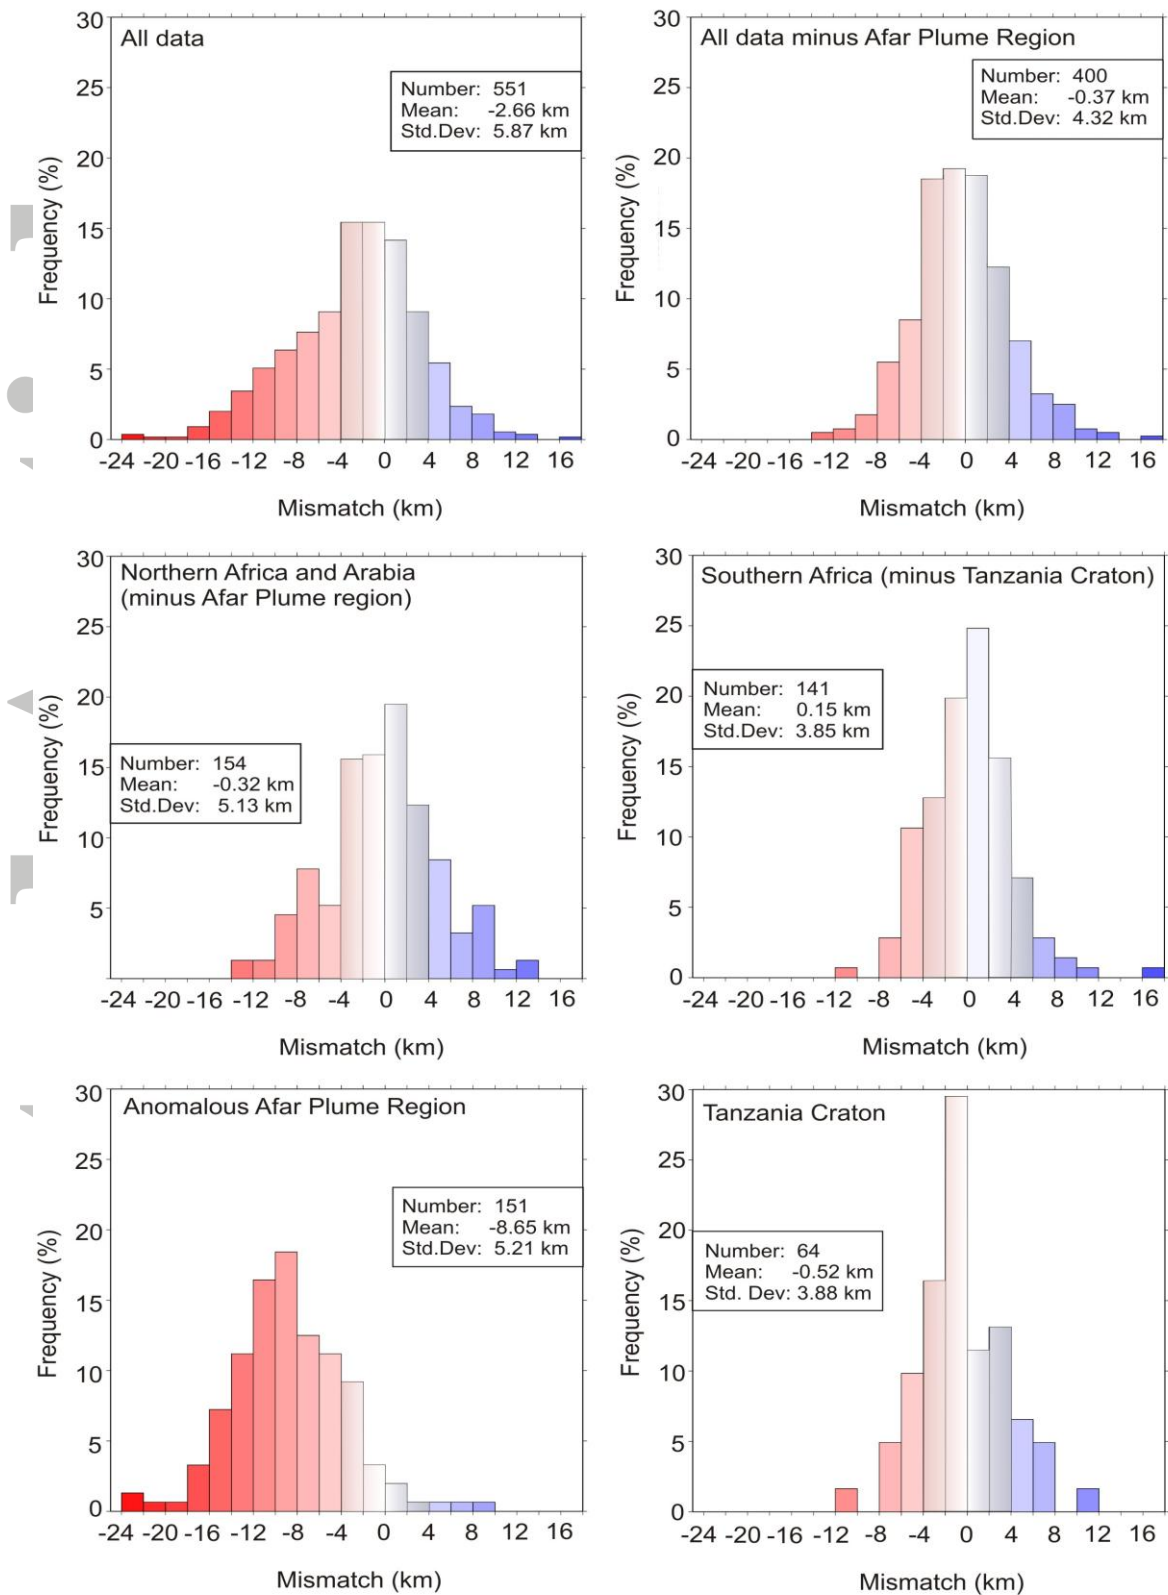 All data
Number: 551
Mean: -2.66 km
Std.Dev: 5.87 km
Frequency (%)
30
25
20
15
10
5
0
-24 -20 -16 -8 -4 0 4 8 12 16
Mismatch (km)
All data minus Afar Plume Region
Number: 400
Mean: -0.37 km
Std.Dev: 4.32 km
Frequency (%)
30
25
20
15
10
5
0
-24 -20 -16 -8 -4 0 4 8 12 16
Mismatch (km)
Northern Africa and Arabia
(minus Afar Plume region)
Number: 154
Mean: -0.32 km
Std.Dev: 5.13 km
Frequency (%)
30
25
20
15
10
5
-24 -20 -16 -8 -4 0 4 8 12 16
Mismatch (km)
Southern Africa (minus Tanzania Craton)
Number: 141
Mean: 0.15 km
Std.Dev: 3.85 km
Frequency (%)
30
25
20
15
10
5
0
-24 -20 -16 -8 -4 0 4 8 12 16
Mismatch (km)
Anomalous Afar Plume Region
Number: 151
Mean: -8.65 km
Std.Dev: 5.21 km
Frequency (%)
30
25
20
15
10
5
0
-24 -20 -16 -8 -4 0 4 8 12 16
Mismatch (km)
Tanzania Craton
Number: 64
Mean: -0.52 km
Std. Dev: 3.88 km
Frequency (%)
30
25
20
15
10
5
0
-24 -20 -16 -8 -4 0 4 8 12 16
Mismatch (km)